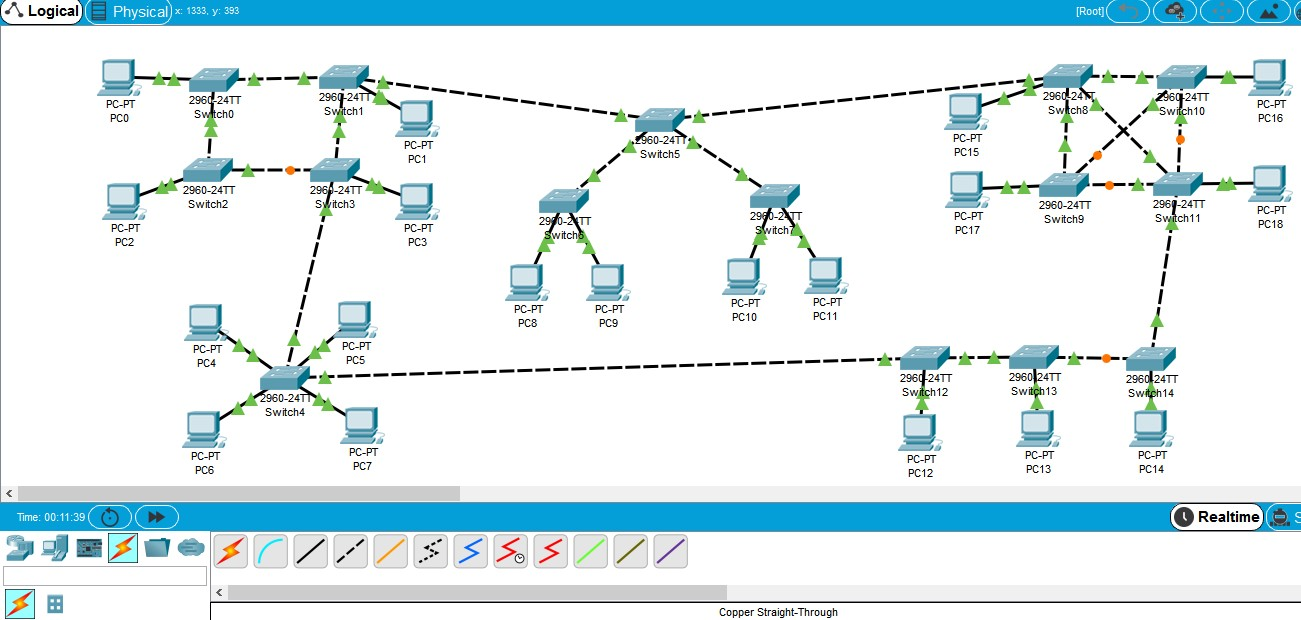 Logical
Physical
x: 1333, y: 393
[Root]
PC-PT
PC0
2960-24TT
Switch0
2960-24TT
Switch1
PC-PT
PC1
2960-24TT
Switch2
PC-PT
PC2
2960-24TT
Switch3
PC-PT
PC3
2960-24TT
Switch5
2960-24TT
Switch6
2960-24TT
Switch7
PC-PT
PC8
PC-PT
PC9
PC-PT
PC10
PC-PT
PC11
2960-24TT
Switch8
2960-24TT
Switch10
PC-PT
PC16
PC-PT
PC15
PC-PT
PC17
2960-24TT
Switch9
2960-24TT
Switch11
PC-PT
PC18
PC-PT
PC4
PC-PT
PC5
2960-24TT
Switch4
PC-PT
PC6
PC-PT
PC7
2960-24TT
Switch12
2960-24TT
Switch13
2960-24TT
Switch14
PC-PT
PC12
PC-PT
PC13
PC-PT
PC14
Time: 00:11:39
Realtime
S
Copper Straight-Through